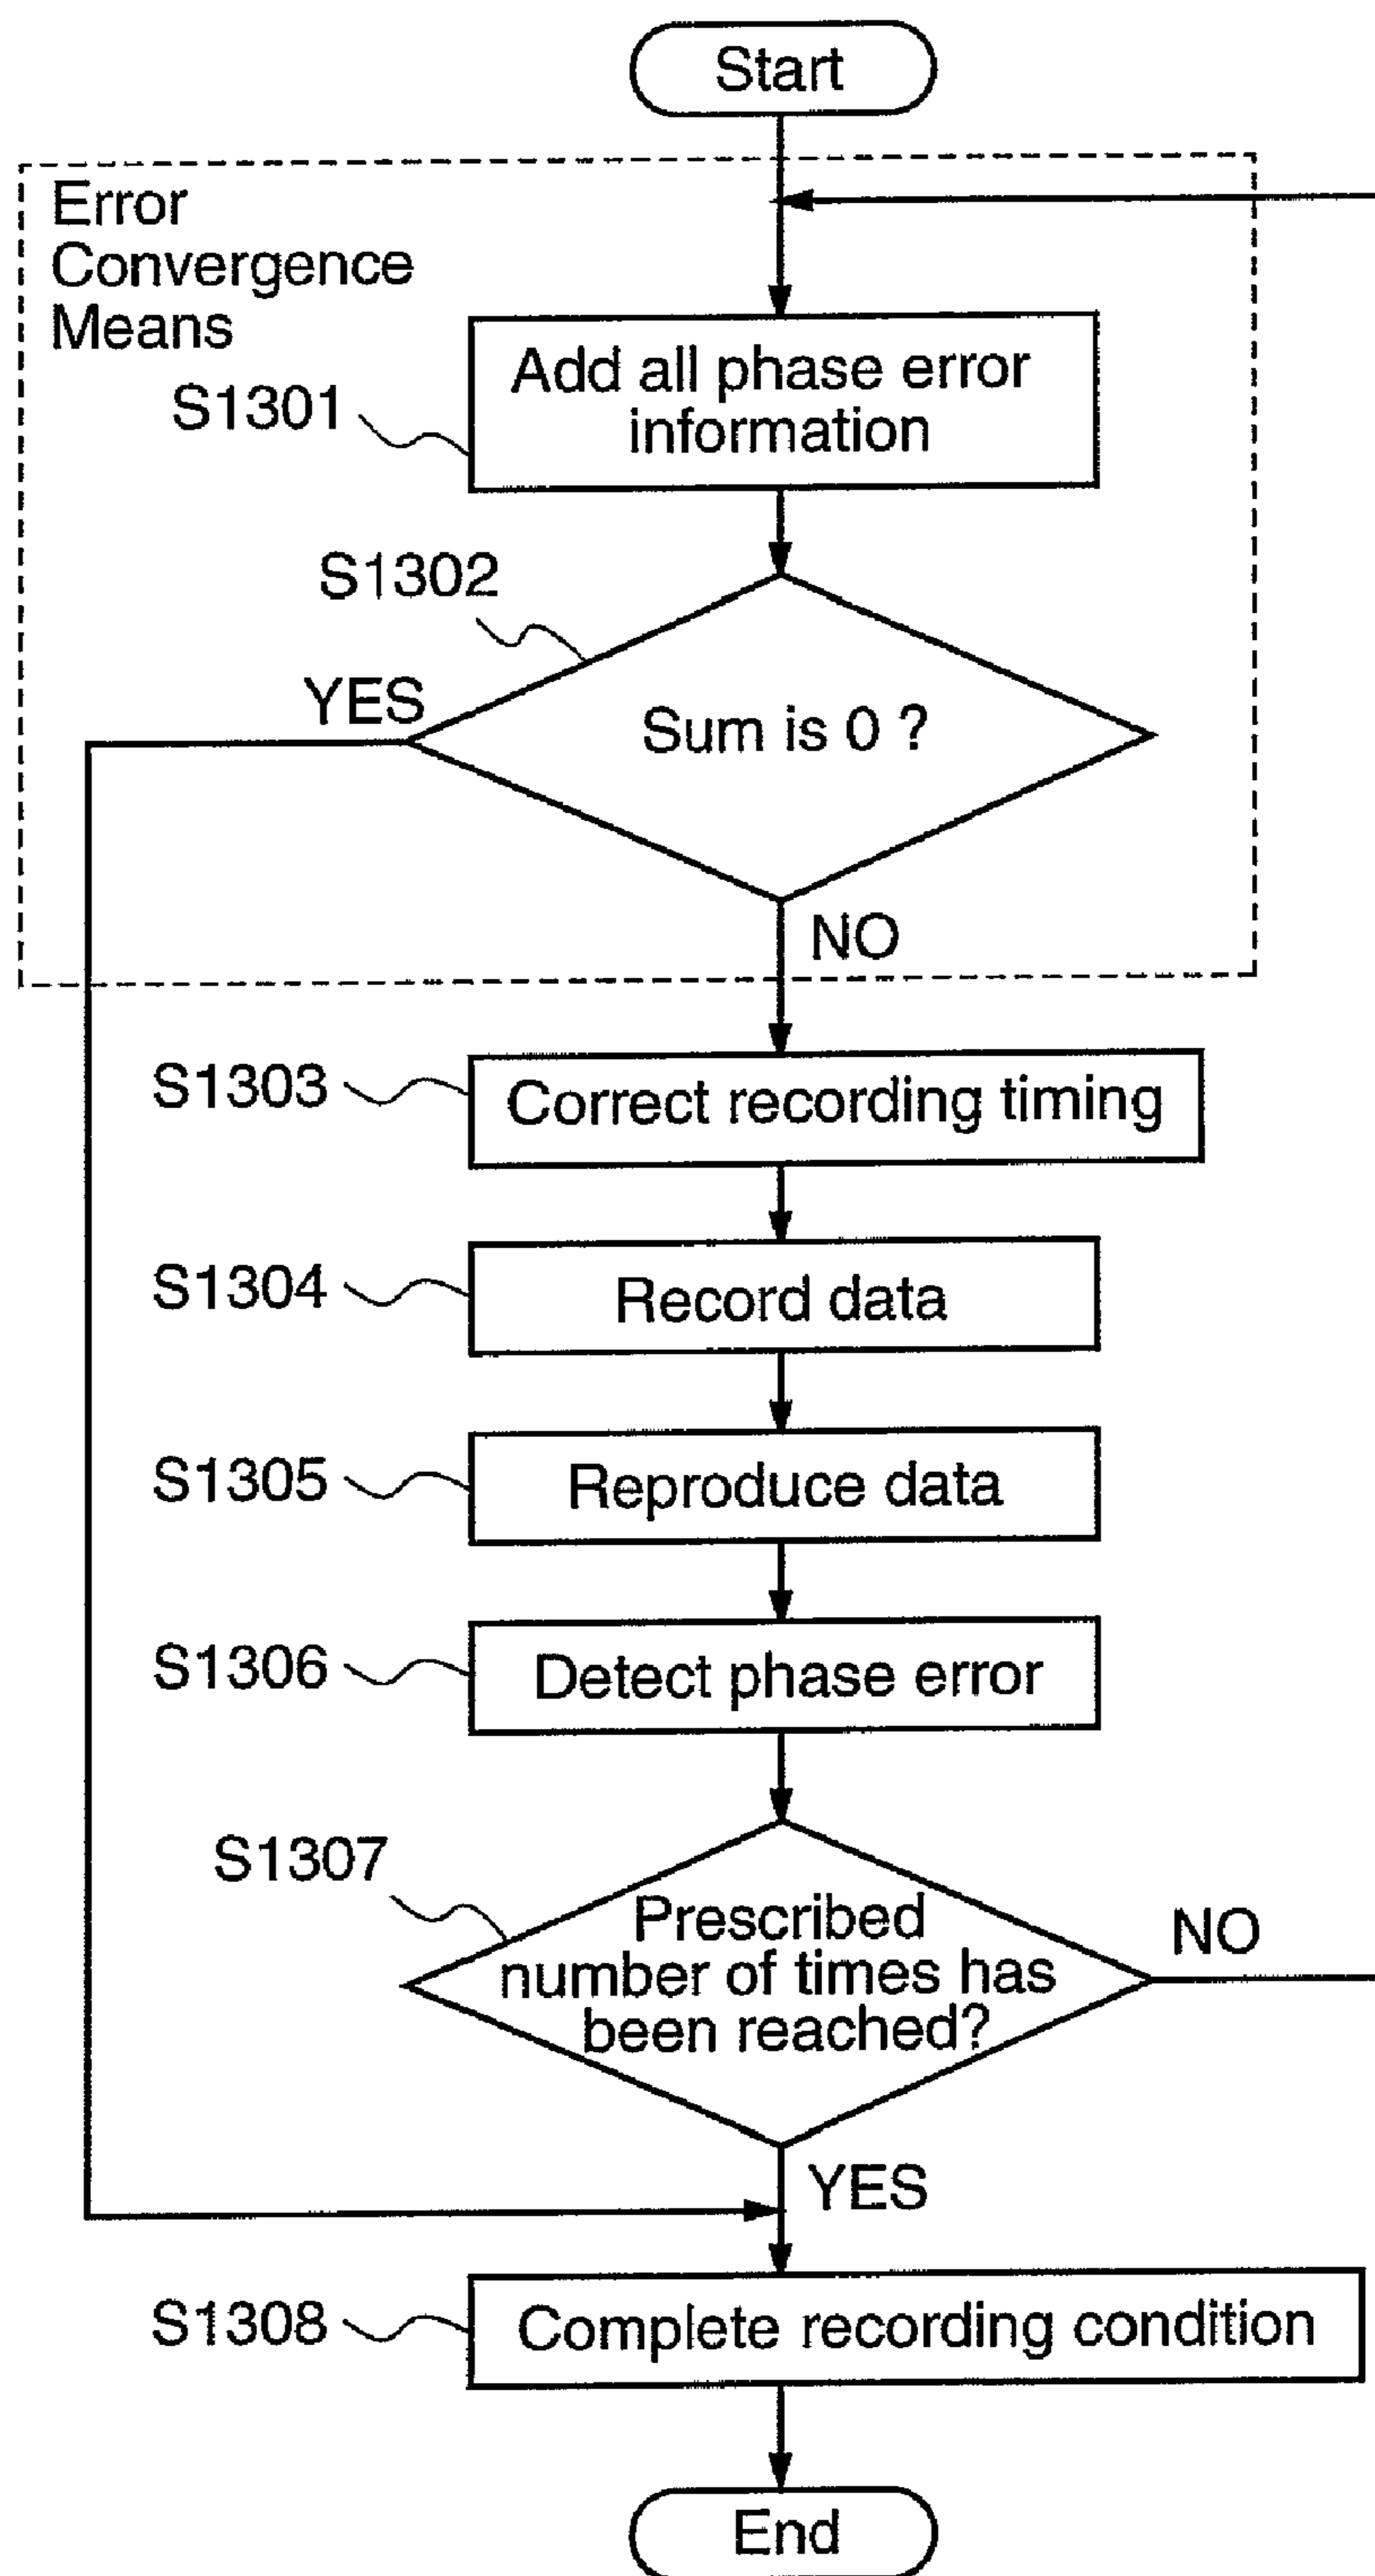 Start
Error
Convergence
Means
S1301
Add all phase error
information
S1302
YES
Sum is 0 ?
NO
S1303
Correct recording timing
S1304
Record data
S1305
Reproduce data
S1306
Detect phase error
S1307
Prescribed
number of times has
been reached?
NO
YES
S1308
Complete recording condition
End